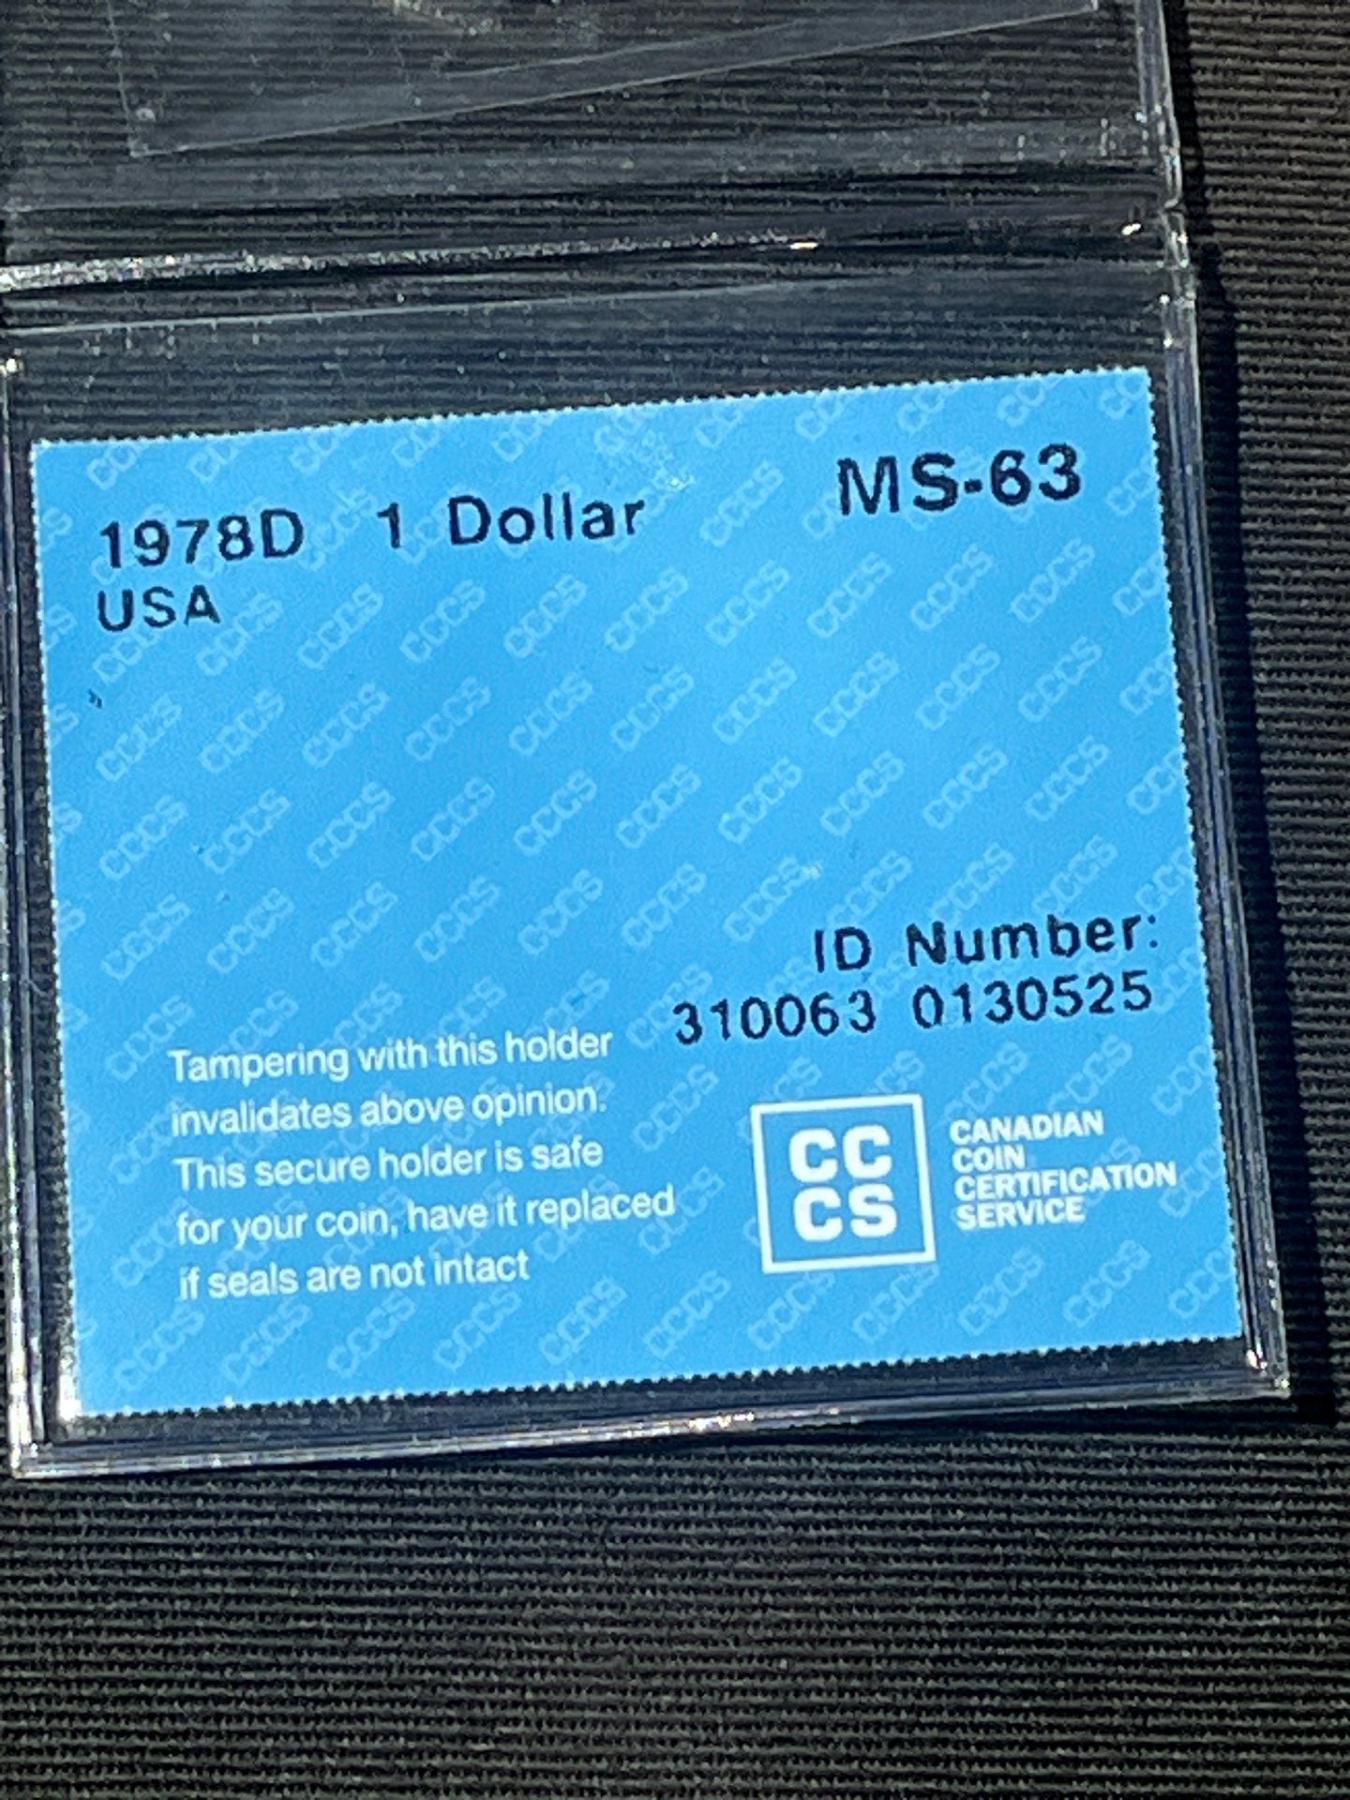 1978D 1 Dollar MS-63
USA
ID Number:
310063 0130525
Tampering with this holder
invalidates above opinion.
This secure holder is safe
for your coin, have it replaced
if seals are not intact
CC
CS
CANADIAN
COIN
CERTIFICATION
SERVICE